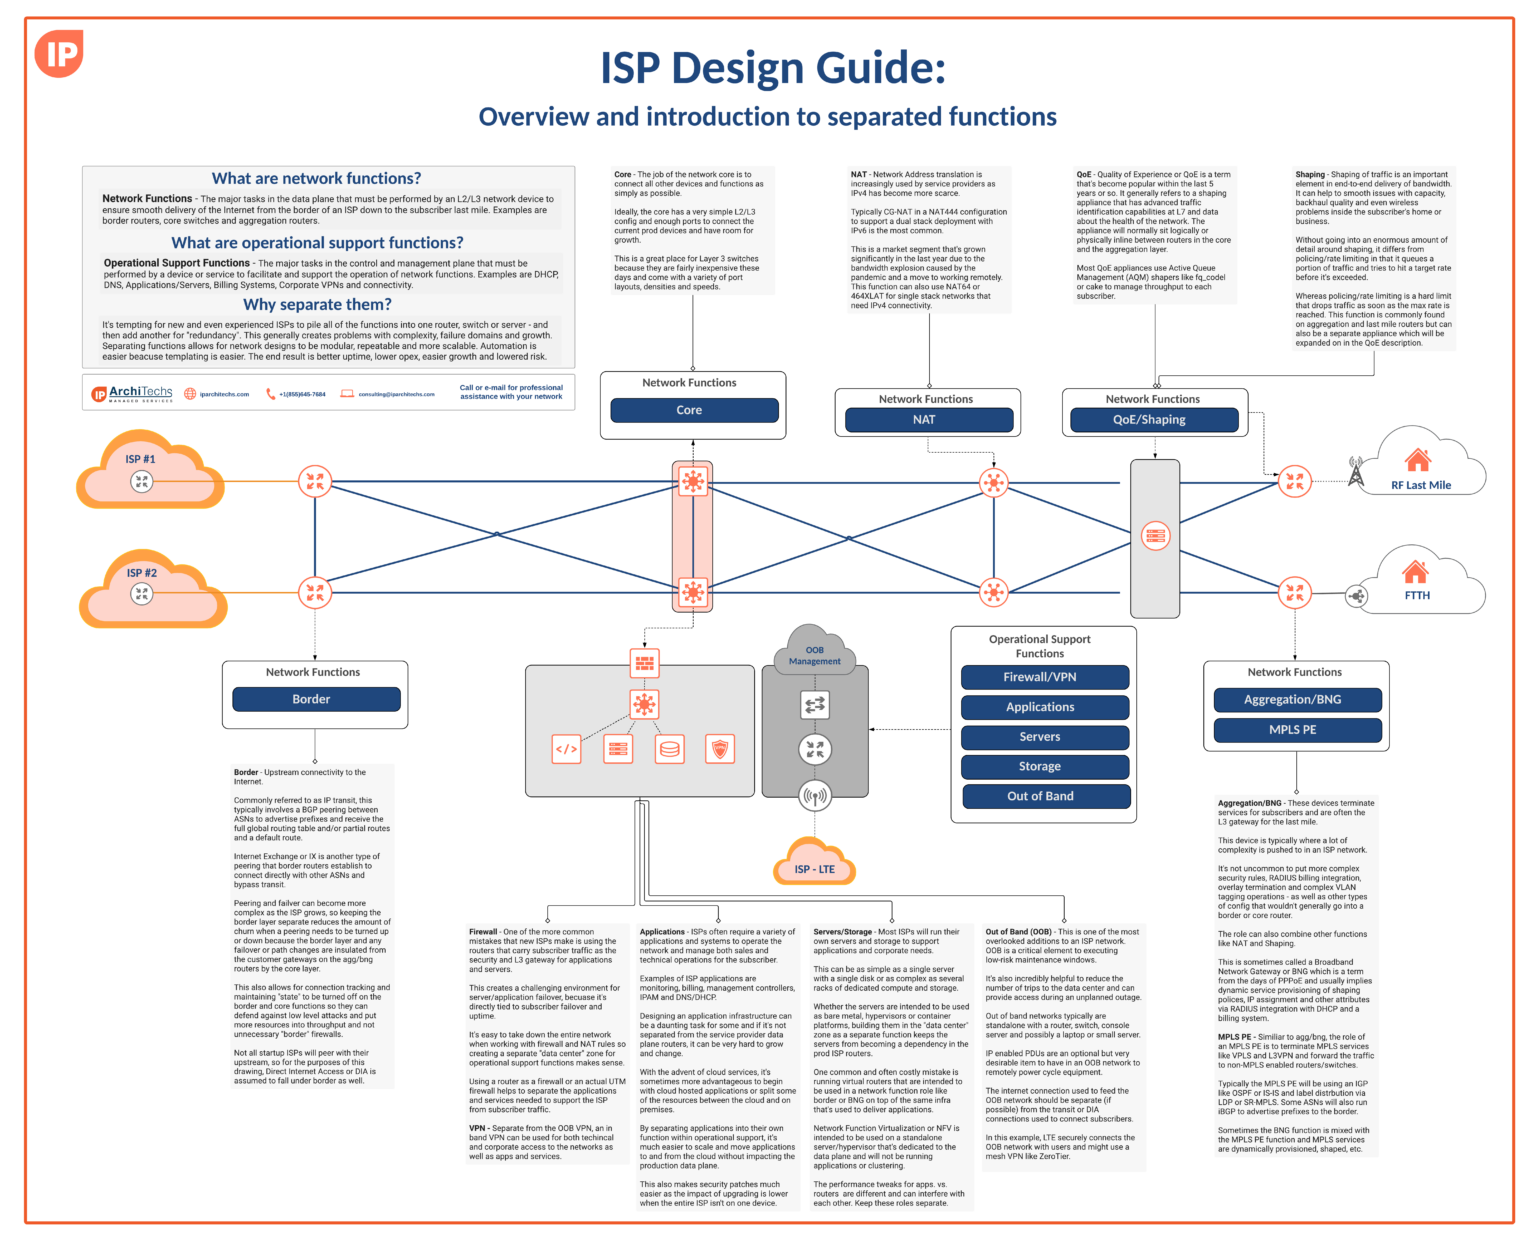 IP
ISP Design Guide:
Overview and introduction to separated functions
What are network functions?
Network Functions - The major tasks in the data plane that must be performed by an L2/L3 network device to
ensure smooth delivery of the Internet from the border of an ISP down to the subscriber last mile. Examples are
border routers, core switches and aggregation routers.
What are operational support functions?
Operational Support Functions - The major tasks in the control and management plane that must be
performed by a device or service to facilitate and support the operation of network functions. Examples are DHCP,
DNS, Applications/Servers, Billing Systems, Corporate VPNs and connectivity.
Why separate them?
It's tempting for new and even experienced ISPs to pile all of the functions into one router, switch or server - and
then add another for "redundancy". This generally creates problems with complexity, failure domains and growth.
Separating functions allows for network designs to be modular, repeatable and more scalable. Automation is
easier beacuse templating is easier. The end result is better uptime, lower opex, easier growth and lowered risk.
IP ArchiTechs
MANAGED SERVICES
iparchitechs.com
+1(855)645-7684
consulting@iparchitechs.com
Call or e-mail for professional
assistance with your network
Core - The job of the network core is to
connect all other devices and functions as
simply as possible.
Ideally, the core has a very simple L2/L3
config and enough ports to connect the
current prod devices and have room for
growth.
This is a great place for Layer 3 switches
because they are fairly inexpensive these
days and come with a variety of port
layouts, densities and speeds.
NAT - Network Address translation is
increasingly used by service providers as
IPv4 has become more scarce.
Typically CG-NAT in a NAT444 configuration
to support a dual stack deployment with
IPv6 is the most common.
This is a market segment that's grown
significantly in the last year due to the
bandwidth explosion caused by the
pandemic and a move to working remotely.
This function can also use NAT64 or
464XLAT for single stack networks that
need IPv4 connectivity.
QoE - Quality of Experience or QoE is a term
that's become popular within the last 5
years or so. It generally refers to a shaping
appliance that has advanced traffic
identification capabilities at L7 and data
about the health of the network. The
appliance will normally sit logically or
physically inline between routers in the core
and the aggregation layer.
Most QoE appliances use Active Queue
Management (AQM) shapers like fq_codel
or cake to manage throughput to each
subscriber.
Shaping - Shaping of traffic is an important
element in end-to-end delivery of bandwidth.
It can help to smooth issues with capacity,
backhaul quality and even wireless
problems inside the subscriber's home or
business.
Without going into an enormous amount of
detail around shaping, it differs from
policing/rate limiting in that it queues a
portion of traffic and tries to hit a target rate
before it's exceeded.
Whereas policing/rate limiting is a hard limit
that drops traffic as soon as the max rate is
reached. This function is commonly found
on aggregation and last mile routers but can
also be a separate appliance which will be
expanded on in the QoE description.
Network Functions
Core
Network Functions
NAT
Network Functions
QoE/Shaping
ISP #1
RF Last Mile
ISP #2
FTTH
Network Functions
Border
OOB
Management
ISP - LTE
Operational Support
Functions
Firewall/VPN
Applications
Servers
Storage
Out of Band
Network Functions
Aggregation/BNG
MPLS PE
Border - Upstream connectivity to the
Internet.
Commonly referred to as IP transit, this
typically involves a BGP peering between
ASNs to advertise prefixes and receive the
full global routing table and/or partial routes
and a default route.
Internet Exchange or IX is another type of
peering that border routers establish to
connect directly with other ASNs and
bypass transit.
Peering and failver can become more
complex as the ISP grows, so keeping the
border layer separate reduces the amount of
churn when a peering needs to be turned up
or down because the border layer and any
failover or path changes are insulated from
the customer gateways on the agg/bng
routers by the core layer.
This also allows for connection tracking and
maintaining "state" to be turned off on the
border and core functions so they can
defend against low level attacks and put
more resources into throughput and not
unnecessary "border" firewalls.
Not all startup ISPs will peer with their
upstream, so for the purposes of this
drawing, Direct Internet Access or DIA is
assumed to fall under border as well.
Firewall - One of the more common
mistakes that new ISPs make is using the
routers that carry subscriber traffic as the
security and L3 gateway for applications
and servers.
This creates a challenging environment for
server/application failover, becuase it's
directly tied to subscriber failover and
uptime.
It's easy to take down the entire network
when working with firewall and NAT rules so
creating a separate "data center" zone for
operational support functions makes sense.
Using a router as a firewall or an actual UTM
firewall helps to separate the applications
and services needed to support the ISP
from subscriber traffic.
VPN - Separate from the OOB VPN, an in
band VPN can be used for both techincal
and corporate access to the networks as
well as apps and services.
Applications - ISPs often require a variety of
applications and systems to operate the
network and manage both sales and
technical operations for the subscriber.
Examples of ISP applications are
monitoring, billing, management controllers,
IPAM and DNS/DHCP.
Designing an application infrastructure can
be a daunting task for some and if it's not
separated from the service provider data
plane routers, it can be very hard to grow
and change.
With the advent of cloud services, it's
sometimes more advantageous to begin
with cloud hosted applications or split some
of the resources between the cloud and on
premises.
By separating applications into their own
function within operational support, it's
much easier to scale and move applications
to and from the cloud without impacting the
production data plane.
This also makes security patches much
easier as the impact of upgrading is lower
when the entire ISP isn't on one device.
Servers/Storage - Most ISPs will run their
own servers and storage to support
applications and corporate needs.
This can be as simple as a single server
with a single disk or as complex as several
racks of dedicated compute and storage.
Whether the servers are intended to be used
as bare metal, hypervisors or container
platforms, building them in the "data center"
zone as a separate function keeps the
servers from becoming a dependency in the
prod ISP routers.
One common and often costly mistake is
running virtual routers that are intended to
be used in a network function role like
border or BNG on top of the same infra
that's used to deliver applications.
Network Function Virtualization or NFV is
intended to be used on a standalone
server/hypervisor that's dedicated to the
data plane and will not be running
applications or clustering.
The performance tweaks for apps. vs.
routers are different and can interfere with
each other. Keep these roles separate.
Out of Band (OOB) - This is one of the most
overlooked additions to an ISP network.
OOB is a critical element to executing
low-risk maintenance windows.
It's also incredibly helpful to reduce the
number of trips to the data center and can
provide access during an unplanned outage.
Out of band networks typically are
standalone with a router, switch, console
server and possibly a laptop or small server.
IP enabled PDUs are an optional but very
desirable item to have in an OOB network to
remotely power cycle equipment.
The internet connection used to feed the
OOB network should be separate (if
possible) from the transit or DIA
connections used to connect subscribers.
In this example, LTE securely connects the
OOB network with users and might use a
mesh VPN like ZeroTier.
Aggregation/BNG - These devices terminate
services for subscribers and are often the
L3 gateway for the last mile.
This device is typically where a lot of
complexity is pushed to in an ISP network.
It's not uncommon to put more complex
security rules, RADIUS billing integration,
overlay termination and complex VLAN
tagging operations - as well as other types
of config that wouldn't generally go into a
border or core router.
The role can also combine other functions
like NAT and Shaping.
This is sometimes called a Broadband
Network Gateway or BNG which is a term
from the days of PPPoE and usually implies
dynamic service provisioning of shaping
polices, IP assignment and other attributes
via RADIUS integration with DHCP and a
billing system.
MPLS PE - Similiar to agg/bng, the role of
an MPLS PE is to terminate MPLS services
like VPLS and L3VPN and forward the traffic
to non-MPLS enabled routers/switches.
Typically the MPLS PE will be using an IGP
like OSPF or IS-IS and label distribution via
LDP or SR-MPLS. Some ASNs will also run
iBGP to advertise prefixes to the border.
Sometimes the BNG function is mixed with
the MPLS PE function and MPLS services
are dynamically provisioned, shaped, etc.